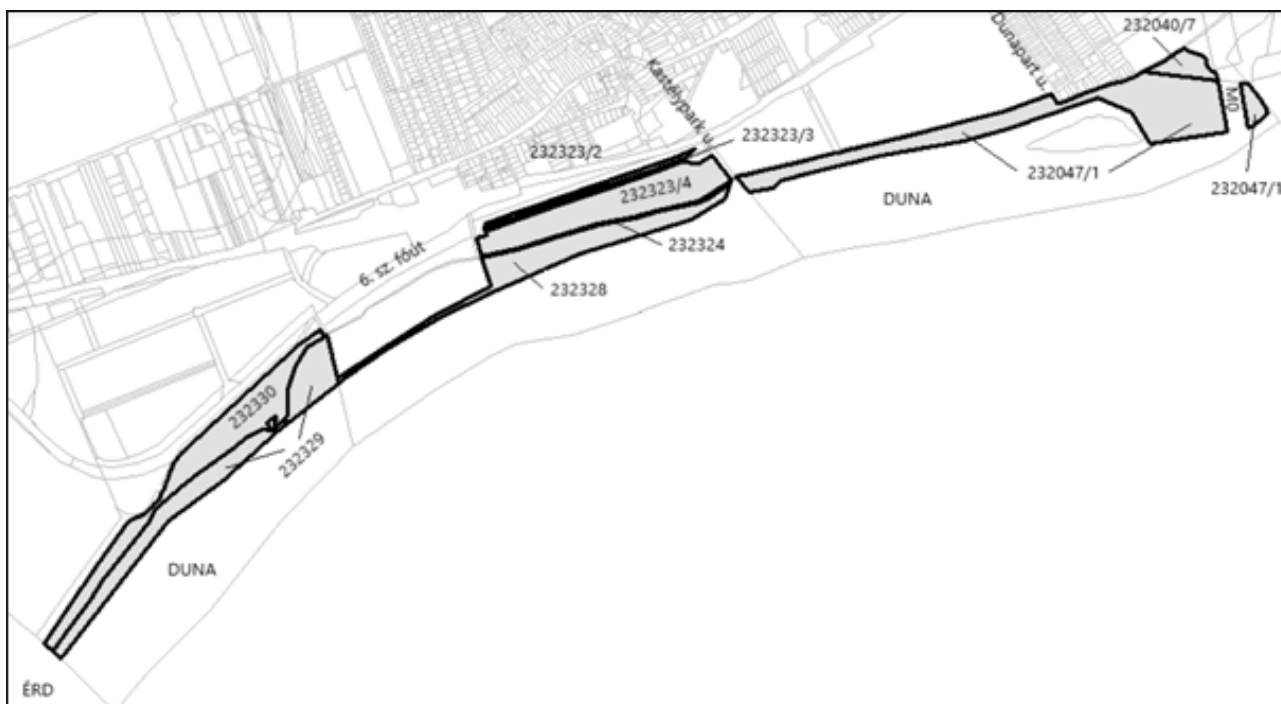 232040/7
Dunapart u.
Kastélypark u.
M0
232323/3
232323/2
232047/1
232047/1
232323/4
DUNA
232324
6. sz. főút
232328
232330
232329
DUNA
ÉRD